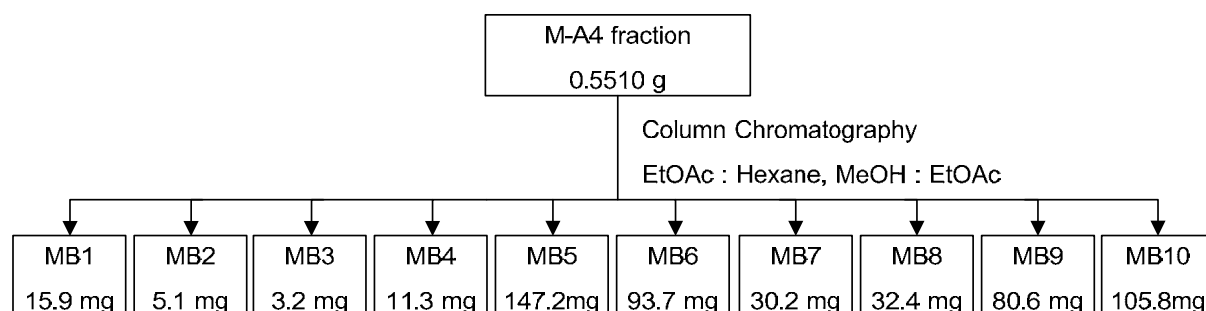 M-A4 fraction
0.5510 g
Column Chromatography
EtOAc : Hexane, MeOH : EtOAc
MB1 MB2 MB3 MB4 MB5 MB6 MB7 MB8 MB9 MB10
15.9 mg 5.1 mg 3.2 mg 11.3 mg 147.2mg 93.7 mg 30.2 mg 32.4 mg 80.6 mg 105.8mg